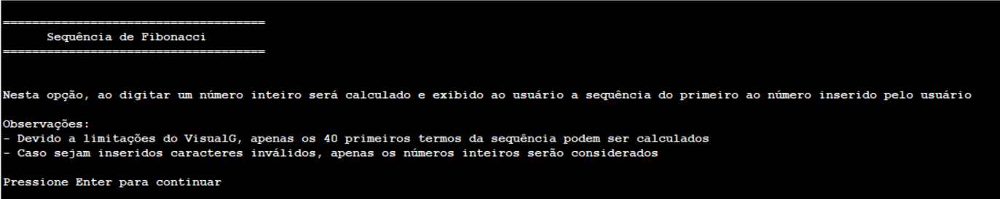 ====================================
Sequência de Fibonacci
====================================
Nesta opção, ao digitar um número inteiro será calculado e exibido ao usuário a sequência do primeiro ao número inserido pelo usuário
Observações:
- Devido a limitações do VisualG, apenas os 40 primeiros termos da sequência podem ser calculados
- Caso sejam inseridos caracteres inválidos, apenas os números inteiros serão considerados
Pressione Enter para continuar